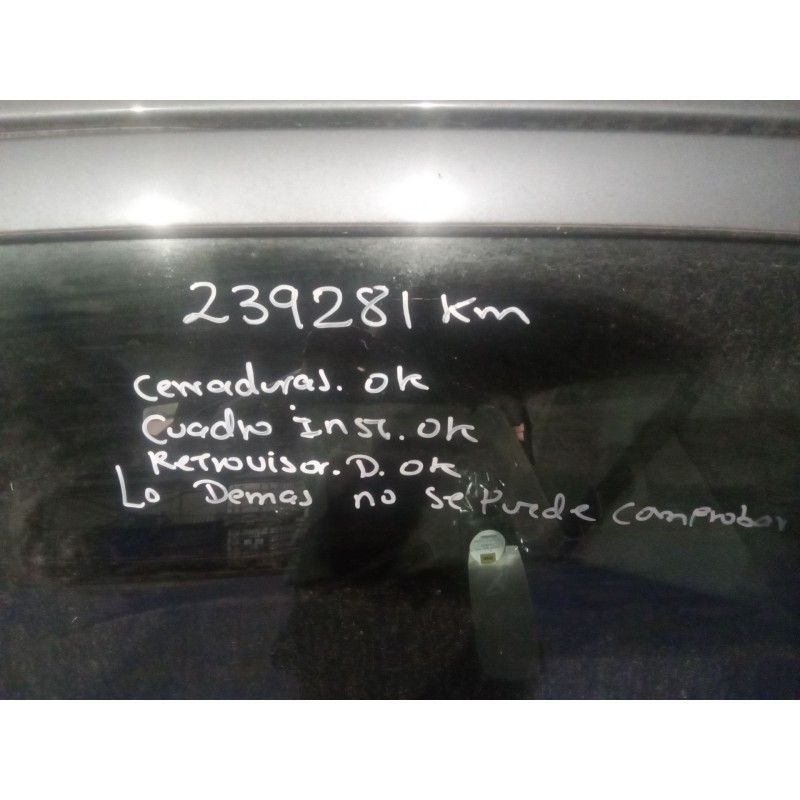 239281 Km
Cerraduras. OK
Cuadro Inst. OK
Retrovisor. D. OK
Lo Demas no se Puede comprobar